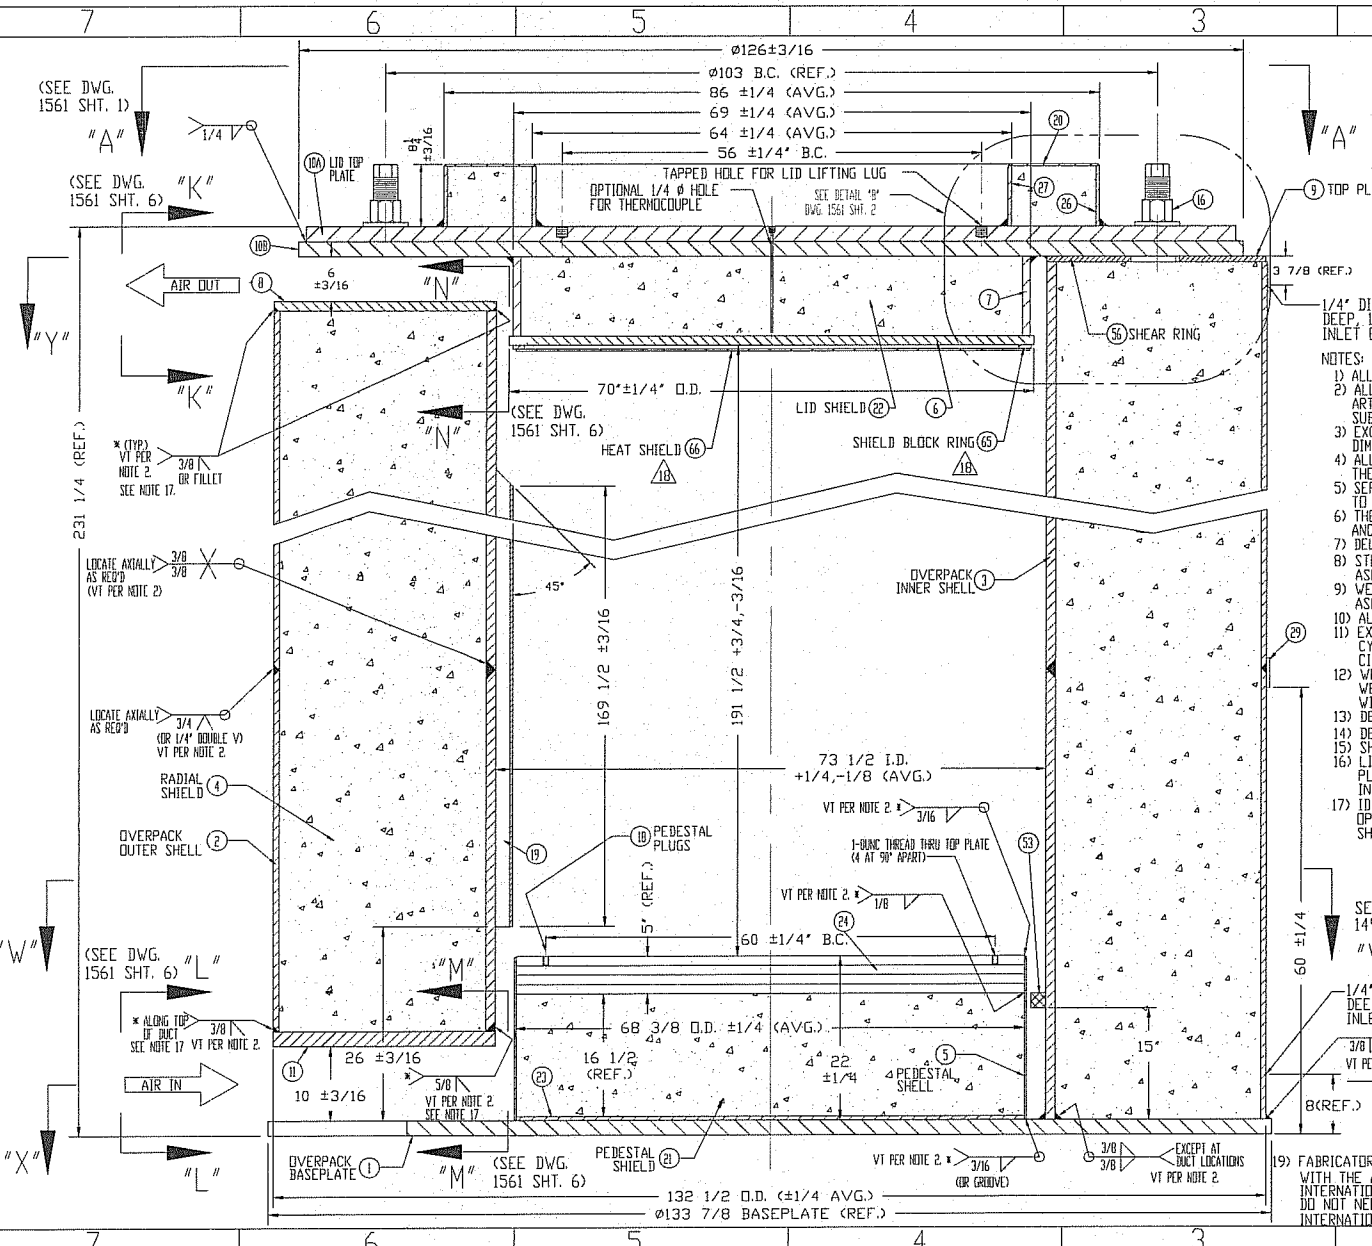 7
6
5
4
3
Ø126±3/16
Ø103 B.C. (REF.)
86 ±1/4 (AVG.)
69 ±1/4 (AVG.)
64 ±1/4 (AVG.)
56 ±1/4" B.C.
(SEE DWG.
1561 SHT. 1)
"A"
1/4
10A LID TOP
PLATE
8 1/4
±3/16
TAPPED HOLE FOR LID LIFTING LUG
OPTIONAL 1/4 Ø HOLE
FOR THERMOCOUPLE
SEE DETAIL "B"
DWG. 1561 SHT. 2
20
27
26
16
"A"
9 TOP PL
(SEE DWG.
1561 SHT. 6)
"K"
10B
6
±3/16
AIR OUT
8
"N"
7
3 7/8 (REF.)
"Y"
56 SHEAR RING
1/4" DI
DEEP, 1
INLET
"K"
70"±1/4" O.D.
LID SHIELD 22
6
(SEE DWG.
1561 SHT. 6)
"N"
HEAT SHIELD 66
18
SHIELD BLOCK RING 65
18
NOTES:
1) ALL
2) ALL
ART
SUB
3) EXC
DIM
4) ALL
THE
5) SEE
TO
6) THE
ANC
7) DEL
8) STE
AS
9) WE
AS
10) AL
11) EX
CY
CI
12) W
WE
WI
13) DE
14) DE
15) SH
16) LI
PL
IN
17) ID
OP
SH
* (TYP.)
VT PER
NOTE 2.
3/8
OR FILLET
SEE NOTE 17.
231 1/4 (REF.)
LOCATE AXIALLY
AS REQ'D
(VT PER NOTE 2)
3/8
3/8
45°
169 1/2 ±3/16
191 1/2 +3/4,-3/16
OVERPACK
INNER SHELL 3
29
LOCATE AXIALLY
AS REQ'D
3/4
(OR 1/4" DOUBLE V)
VT PER NOTE 2.
73 1/2 I.D.
+1/4,-1/8 (AVG.)
RADIAL
SHIELD 4
OVERPACK
OUTER SHELL 2
19
18 PEDESTAL
PLUGS
VT PER NOTE 2. *
3/16
1-8UNC THREAD THRU TOP PLATE
(4 AT 90° APART)
53
VT PER NOTE 2. *
1/8
5" (REF.)
24
60 ±1/4" B.C.
60 ±1/4
SE
14"
"W"
(SEE DWG.
1561 SHT. 6)
"L"
"M"
* ALONG TOP
OF DUCT
SEE NOTE 17
3/8
VT PER NOTE 2.
68 3/8 O.D. ±1/4 (AVG.)
26 ±3/16
16 1/2
(REF.)
22
±1/4
15"
1/4"
DEE
INLE
11
AIR IN
10 ±3/16
*
5/8
VT PER NOTE 2.
SEE NOTE 17
23
5
PEDESTAL
SHELL
3/8
VT PE
8(REF.)
"X"
"L"
OVERPACK
BASEPLATE 1
"M"
(SEE DWG.
1561 SHT. 6)
PEDESTAL
SHIELD 21
VT PER NOTE 2. *
3/16
(OR GROOVE)
3/8
3/8
EXCEPT AT
DUCT LOCATIONS
VT PER NOTE 2.
132 1/2 O.D. (±1/4 AVG.)
Ø133 7/8 BASEPLATE (REF.)
19) FABRICATOR
WITH THE
INTERNATIO
DO NOT NE
INTERNATIO
7
6
5
4
3